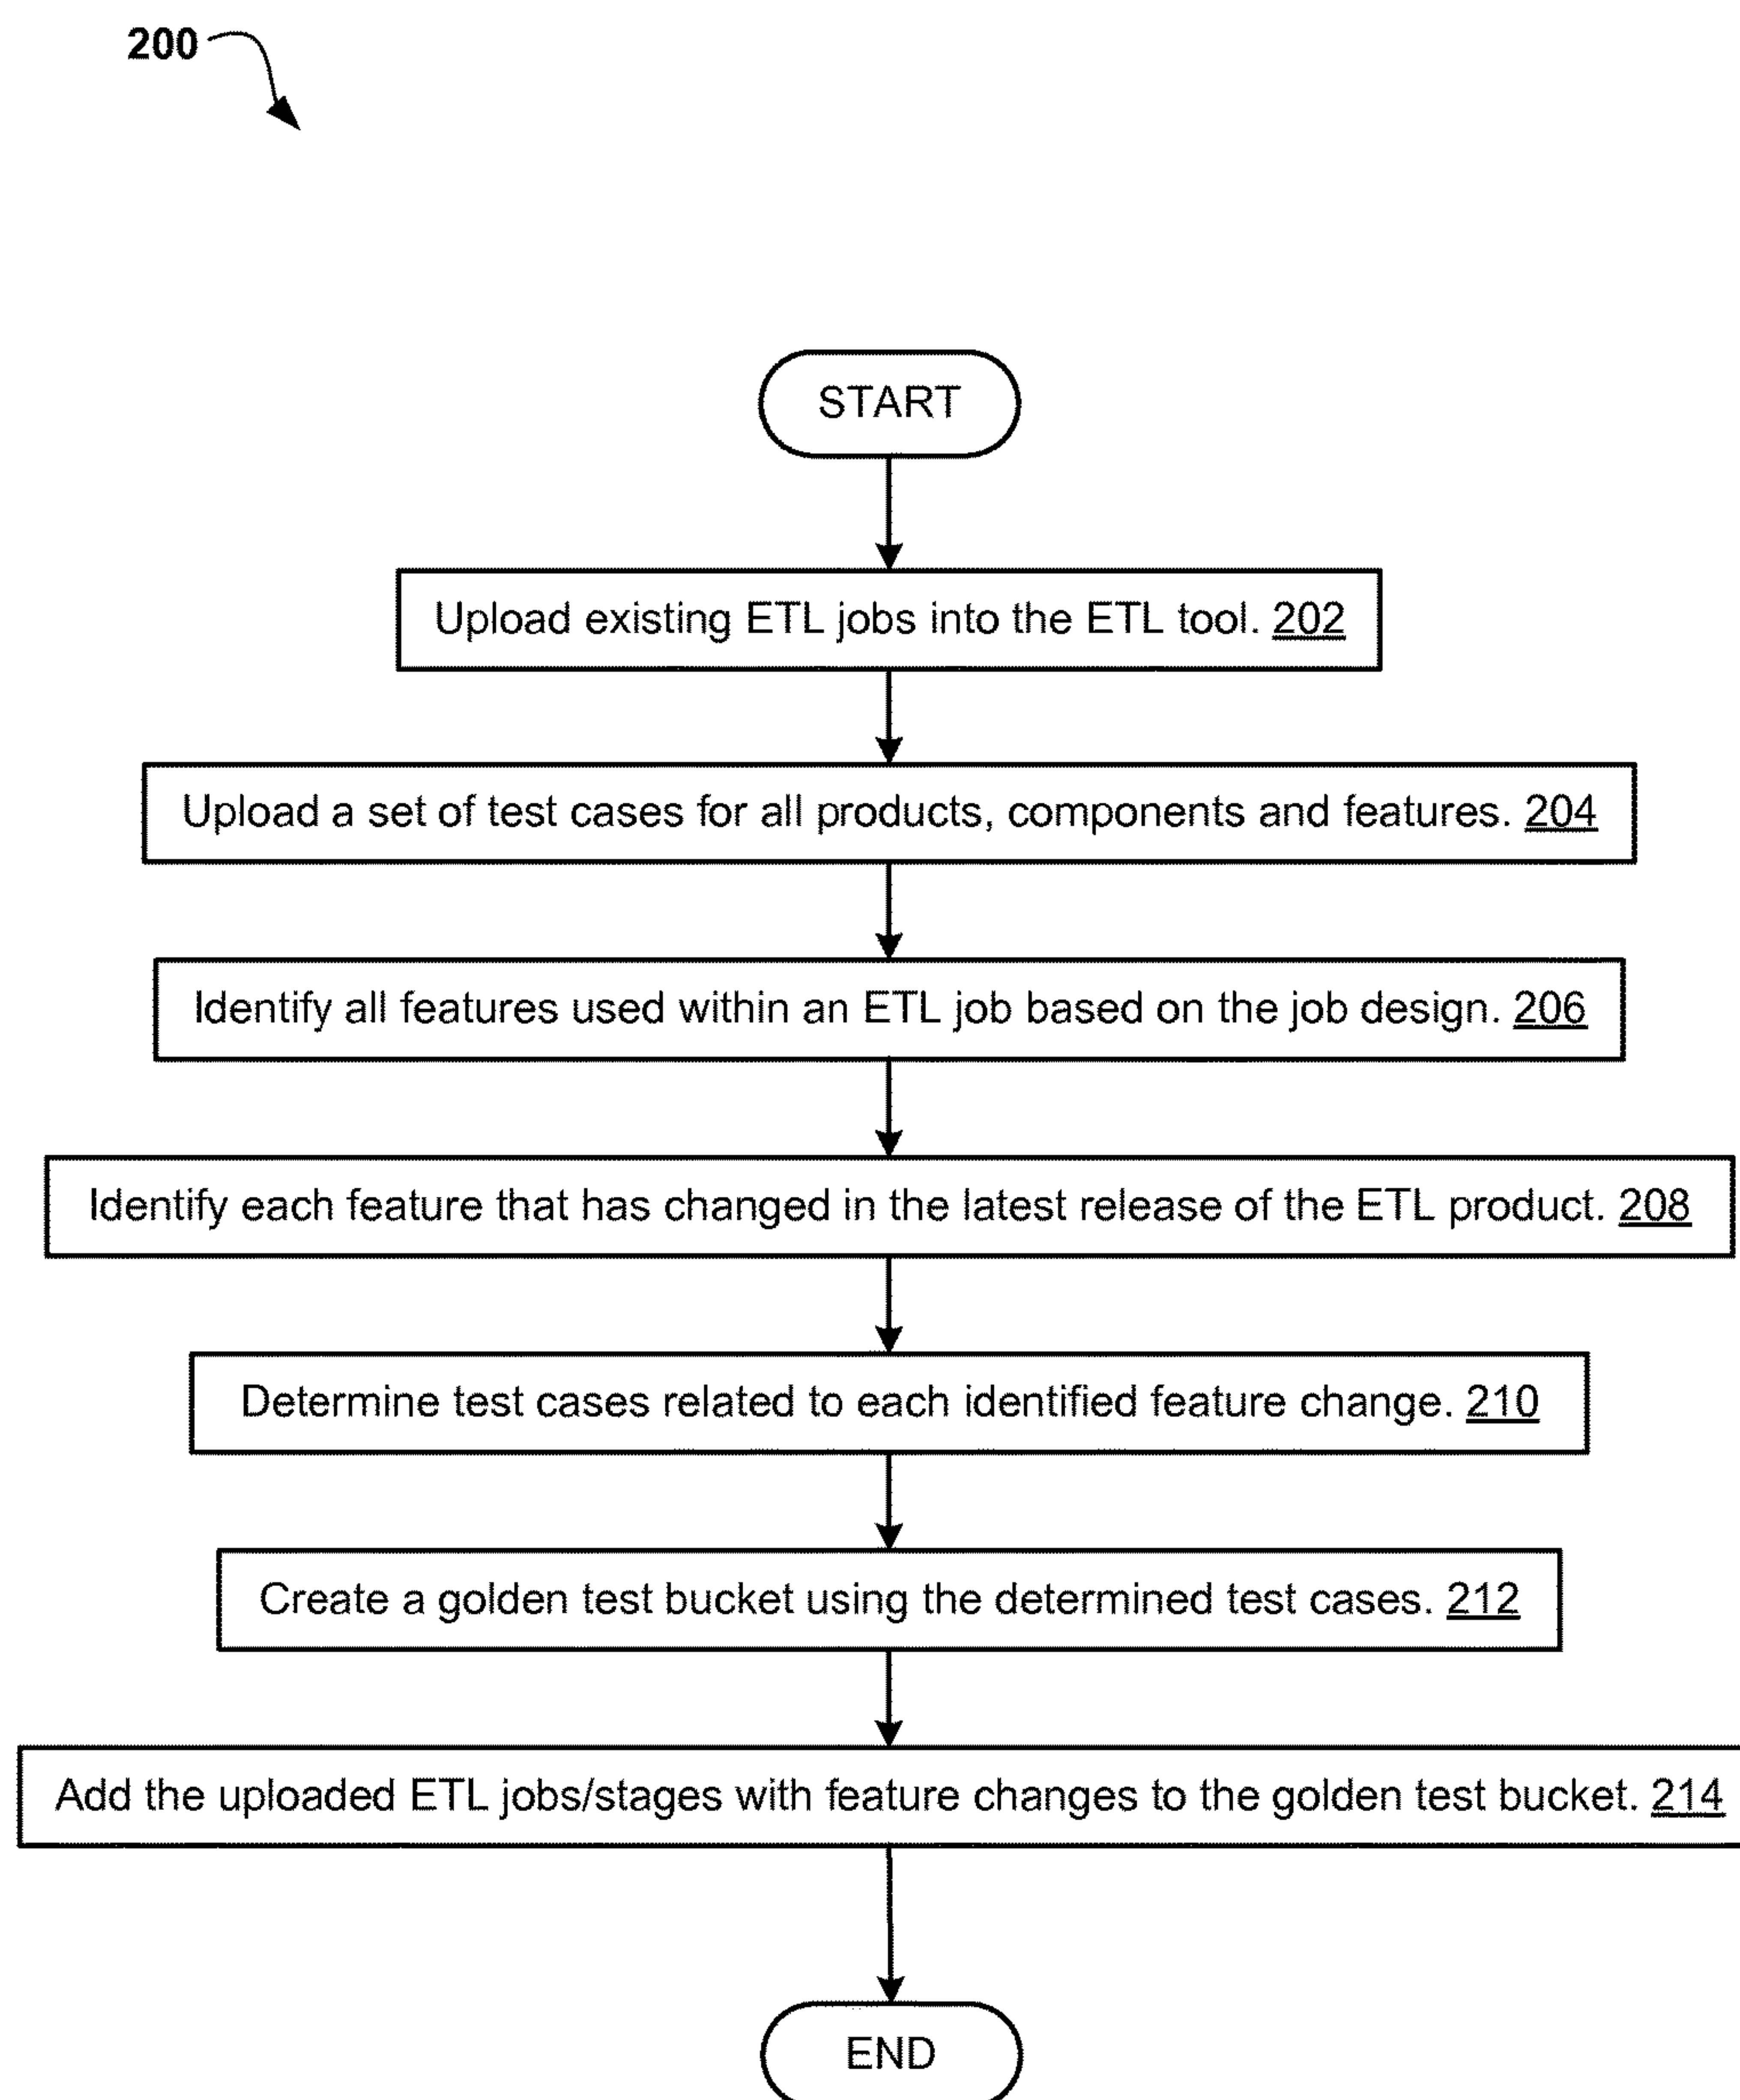 200
START
Upload existing ETL jobs into the ETL tool. 202
Upload a set of test cases for all products, components and features. 204
Identify all features used within an ETL job based on the job design. 206
Identify each feature that has changed in the latest release of the ETL product. 208
Determine test cases related to each identified feature change. 210
Create a golden test bucket using the determined test cases. 212
Add the uploaded ETL jobs/stages with feature changes to the golden test bucket. 214
END